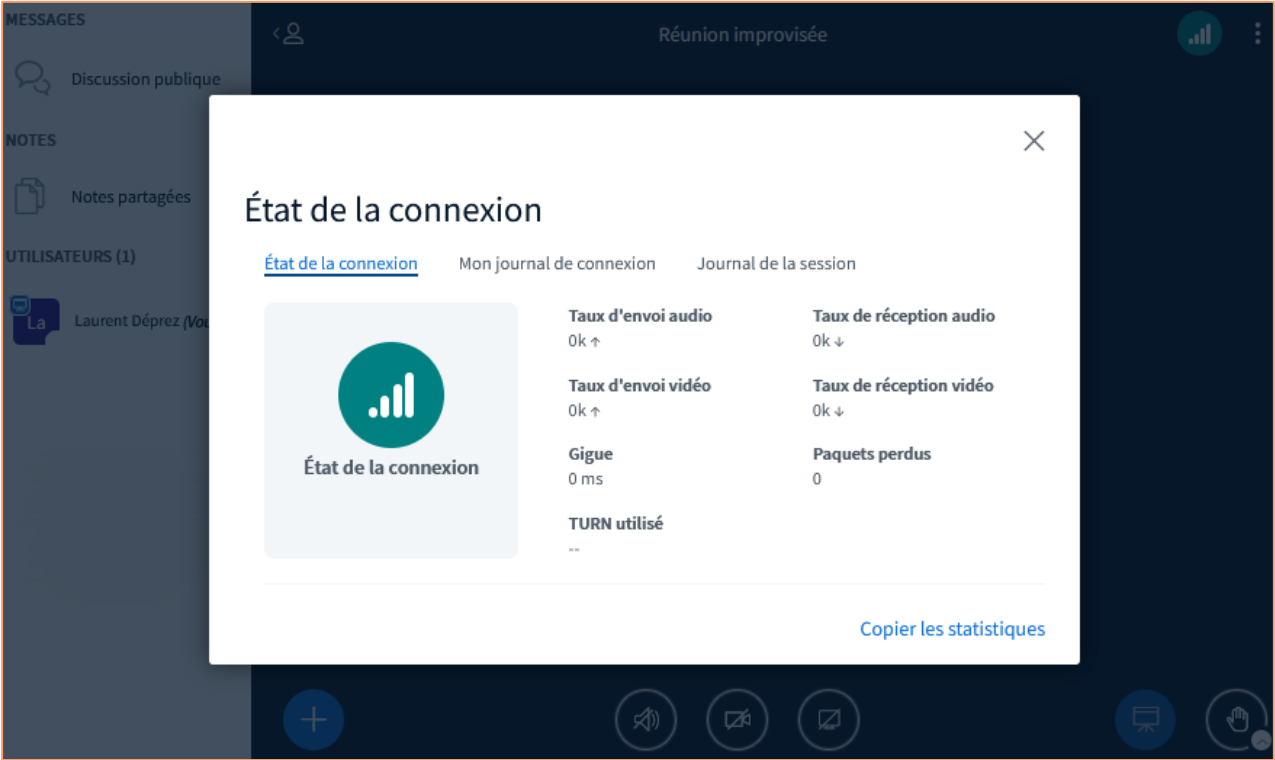 MESSAGES
Discussion publique
NOTES
Notes partagées
UTILISATEURS (1)
La
Laurent Déprez (Vou
Réunion improvisée
État de la connexion
État de la connexion
Mon journal de connexion
Journal de la session
État de la connexion
Taux d'envoi audio
0k ↑
Taux de réception audio
0k ↓
Taux d'envoi vidéo
0k ↑
Taux de réception vidéo
0k ↓
Gigue
0 ms
Paquets perdus
0
TURN utilisé
--
Copier les statistiques